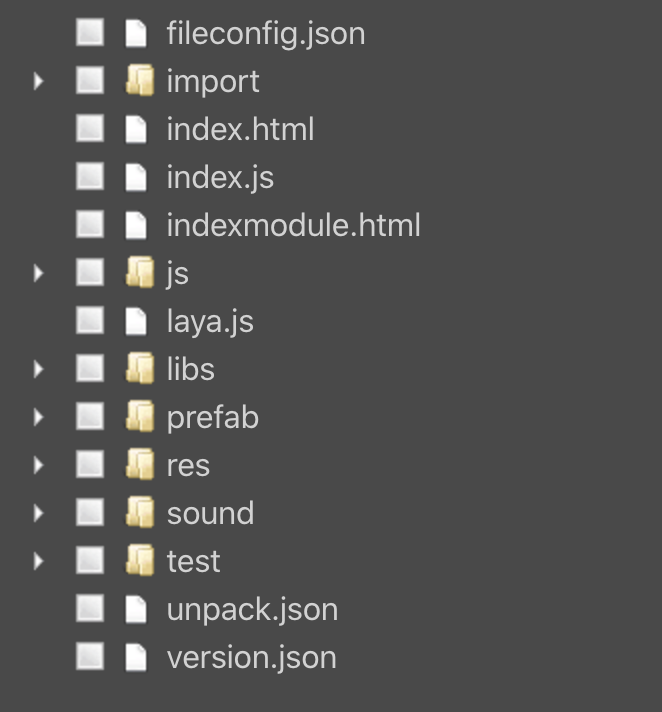 fileconfig.json
import
index.html
index.js
indexmodule.html
js
laya.js
libs
prefab
res
sound
test
unpack.json
version.json